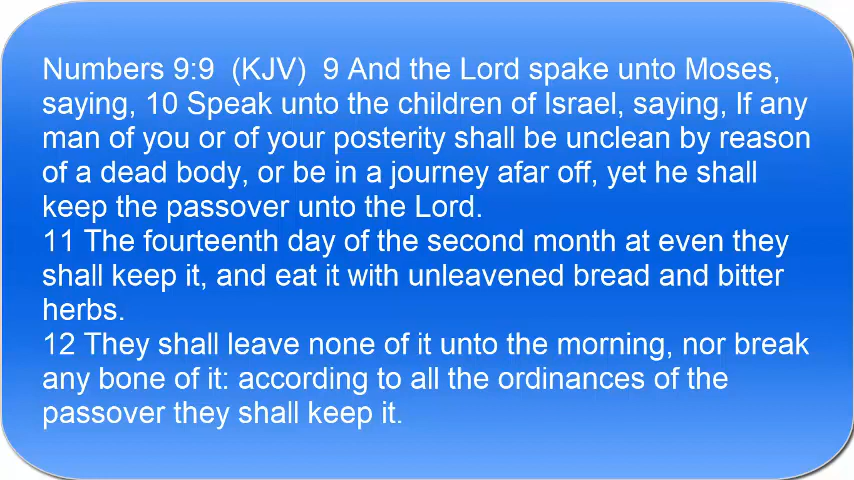 Numbers 9:9  (KJV)  9 And the Lord spake unto Moses,
saying, 10 Speak unto the children of Israel, saying, If any
man of you or of your posterity shall be unclean by reason
of a dead body, or be in a journey afar off, yet he shall
keep the passover unto the Lord.
11 The fourteenth day of the second month at even they
shall keep it, and eat it with unleavened bread and bitter
herbs.
12 They shall leave none of it unto the morning, nor break
any bone of it: according to all the ordinances of the
passover they shall keep it.